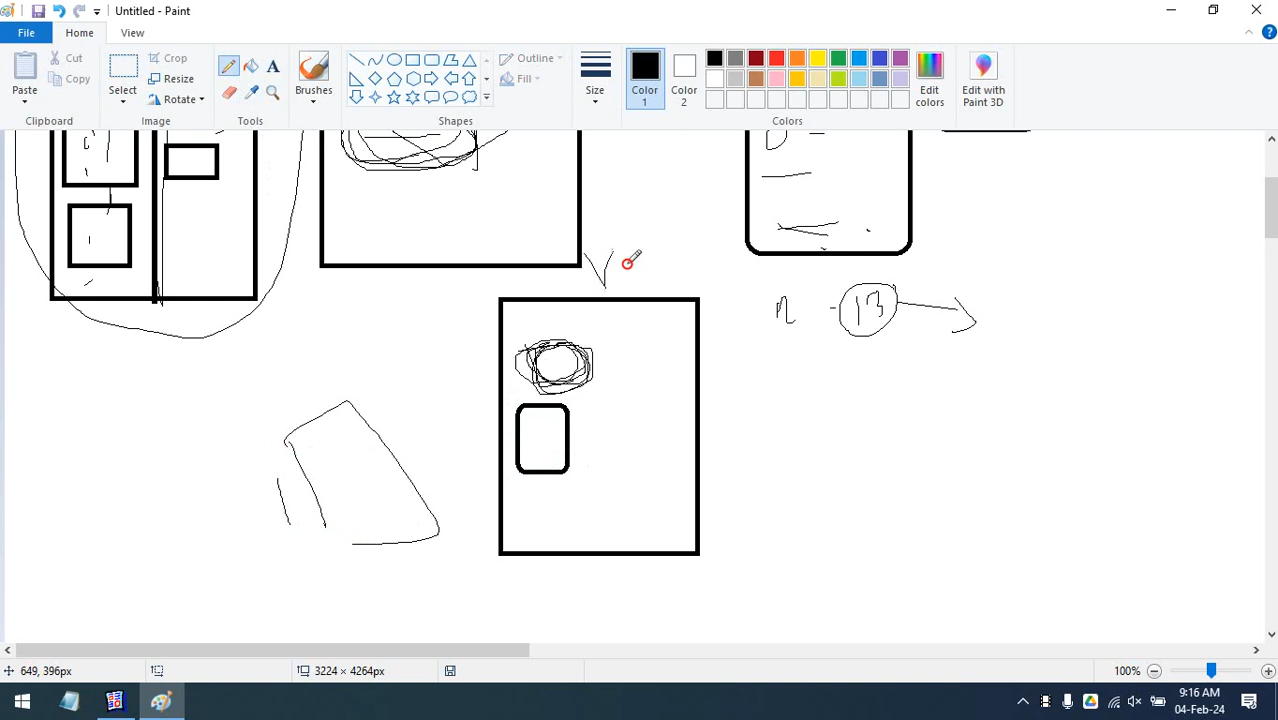 Untitled - Paint
File
Home
View
Paste
Cut
Copy
Clipboard
Select
Crop
Resize
Rotate
Image
Tools
Brushes
Shapes
Outline
Fill
Size
Color 1
Color 2
Colors
Edit colors
Edit with Paint 3D
649, 396px
3224 × 4264px
100%
9:16 AM
04-Feb-24